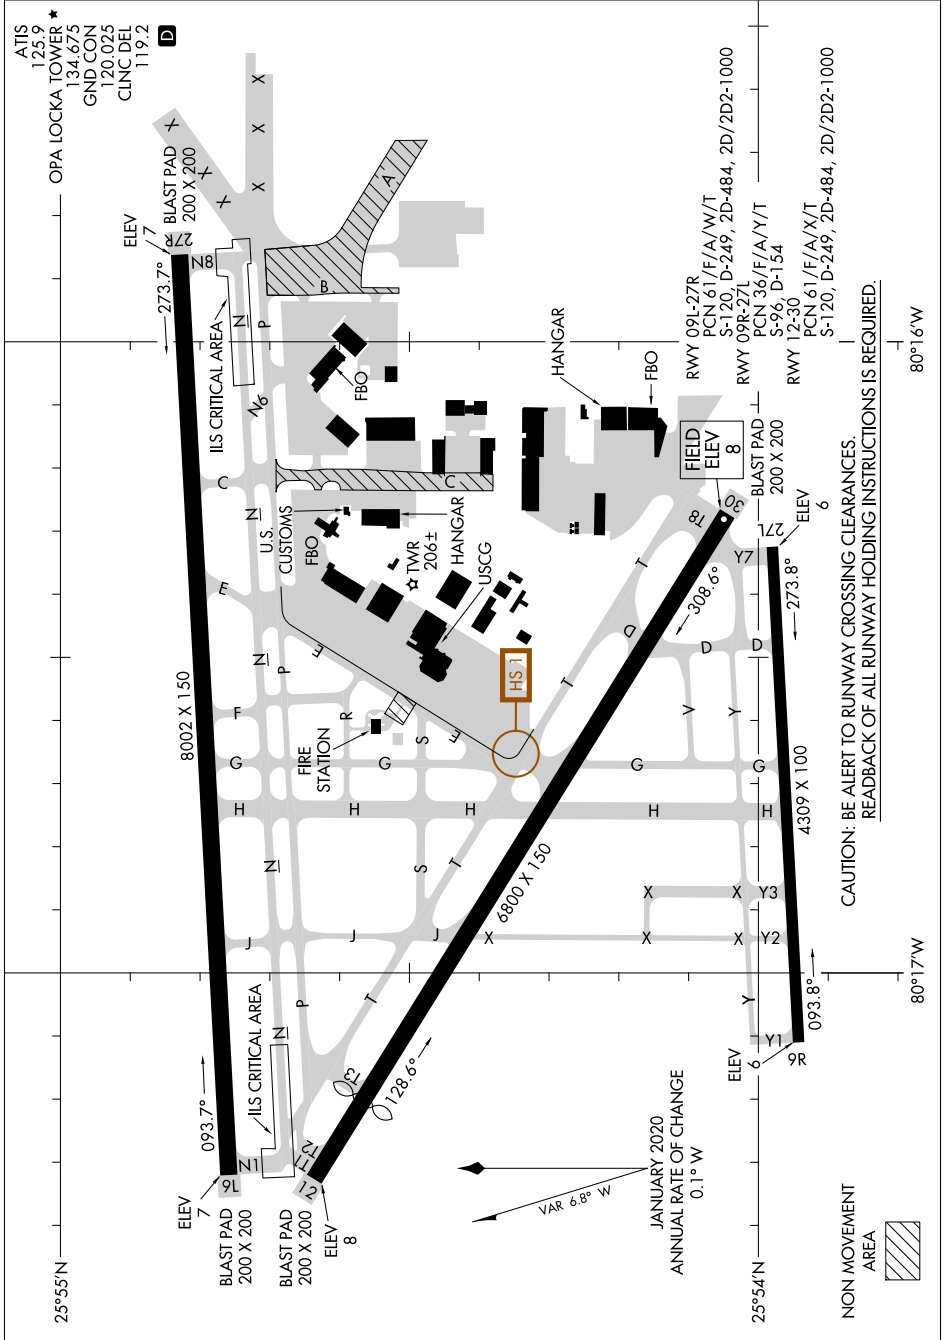 ATIS
125.9
OPA LOCKA TOWER ★
134.675
GND CON
120.025
CLNC DEL
119.2
D
ELEV
7
BLAST PAD
200 X 200
27R
273.7°
N8
X
X
X
X
X
X
A
B
ILS CRITICAL AREA
N
P
N6
FBO
C
C
N
U.S.
CUSTOMS
FBO
HANGAR
TWR
206±
HANGAR
USCG
E
N
P
F
F
F
R
FIRE
STATION
S
G
G
H
H
H
8002 X 150
N
S
T
J
J
J
P
T
N
ILS CRITICAL AREA
093.7°
N1
9L
ELEV
7
BLAST PAD
200 X 200
BLAST PAD
200 X 200
12
ELEV
8
T1
T2
T3
128.6°
6800 X 150
HS 1
T
T
D
308.6°
T8
30
FIELD
ELEV
8
BLAST PAD
200 X 200
HANGAR
FBO
27L
ELEV
6
Y7
273.8°
D
D
V
Y
G
G
H
H
4309 X 100
X
X
Y3
X
X
X
Y2
Y
Y1
093.8°
9R
ELEV
6
RWY 09L-27R
PCN 61/F/A/W/T
S-120, D-249, 2D-484, 2D/2D2-1000
RWY 09R-27L
PCN 36/F/A/Y/T
S-96, D-154
RWY 12-30
PCN 61/F/A/X/T
S-120, D-249, 2D-484, 2D/2D2-1000
CAUTION: BE ALERT TO RUNWAY CROSSING CLEARANCES.
READBACK OF ALL RUNWAY HOLDING INSTRUCTIONS IS REQUIRED.
VAR 6.8° W
JANUARY 2020
ANNUAL RATE OF CHANGE
0.1° W
NON MOVEMENT
AREA
25°55'N
25°54'N
80°16'W
80°17'W